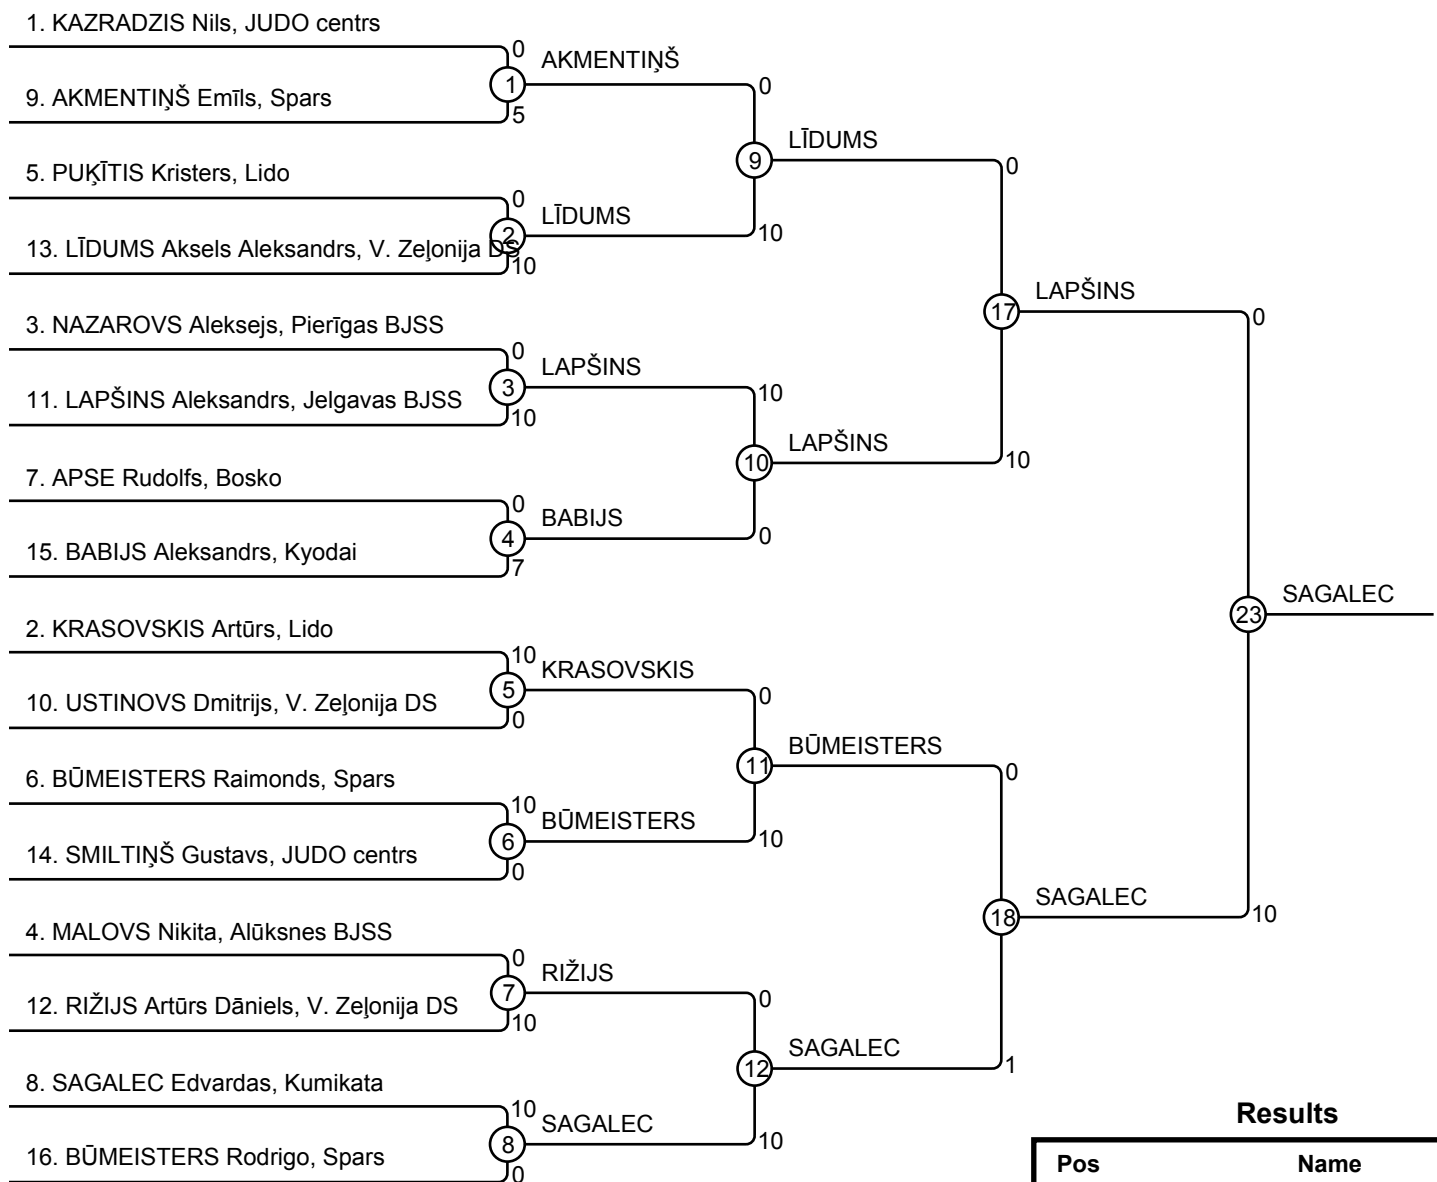 1. KAZRADZIS Nils, JUDO centrs
0
AKMENTIŅŠ
1
0
9. AKMENTIŅŠ Emīls, Spars
5
LĪDUMS
9
0
5. PUĶĪTIS Kristers, Lido
0
LĪDUMS
2
10
13. LĪDUMS Aksels Aleksandrs, V. Zeļonija DS
10
LAPŠINS
17
0
3. NAZAROVS Aleksejs, Pierīgas BJSS
0
LAPŠINS
3
10
11. LAPŠINS Aleksandrs, Jelgavas BJSS
10
LAPŠINS
10
10
7. APSE Rudolfs, Bosko
0
BABIJS
4
0
15. BABIJS Aleksandrs, Kyodai
7
SAGALEC
23
2. KRASOVSKIS Artūrs, Lido
10
KRASOVSKIS
5
0
10. USTINOVS Dmitrijs, V. Zeļonija DS
0
BŪMEISTERS
11
0
6. BŪMEISTERS Raimonds, Spars
10
BŪMEISTERS
6
10
14. SMILTIŅŠ Gustavs, JUDO centrs
0
SAGALEC
18
10
4. MALOVS Nikita, Alūksnes BJSS
0
RIŽIJS
7
0
12. RIŽIJS Artūrs Dāniels, V. Zeļonija DS
10
SAGALEC
12
1
8. SAGALEC Edvardas, Kumikata
10
SAGALEC
8
10
16. BŪMEISTERS Rodrigo, Spars
0
Results
Pos Name